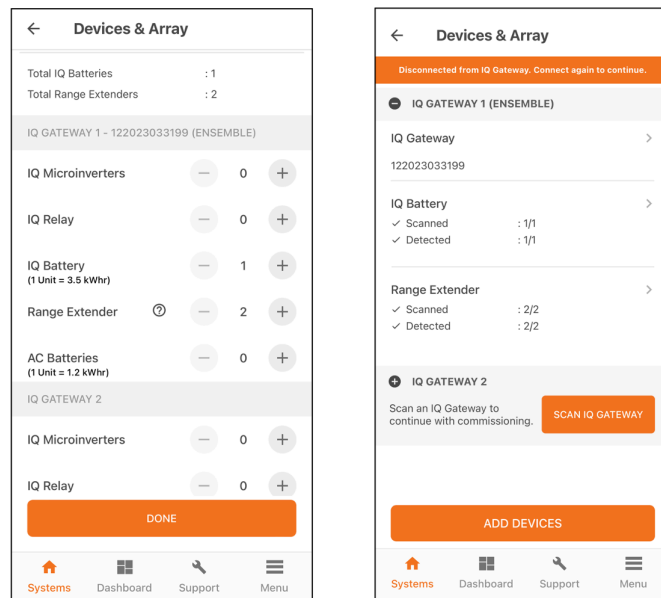 Devices & Array
Total IQ Batteries : 1
Total Range Extenders : 2
IQ GATEWAY 1 - 122023033199 (ENSEMBLE)
IQ Microinverters — 0 +
IQ Relay — 0 +
IQ Battery — 1 +
(1 Unit = 3.5 kWhr)
Range Extender ? — 2 +
AC Batteries — 0 +
(1 Unit = 1.2 kWhr)
IQ GATEWAY 2
IQ Microinverters — 0 +
IQ Relay — 0 +
DONE
Systems Dashboard Support Menu
Devices & Array
Disconnected from IQ Gateway. Connect again to continue.
IQ GATEWAY 1 (ENSEMBLE)
IQ Gateway
122023033199
IQ Battery
✓ Scanned : 1/1
✓ Detected : 1/1
Range Extender
✓ Scanned : 2/2
✓ Detected : 2/2
IQ GATEWAY 2
Scan an IQ Gateway to
continue with commissioning.
SCAN IQ GATEWAY
ADD DEVICES
Systems Dashboard Support Menu